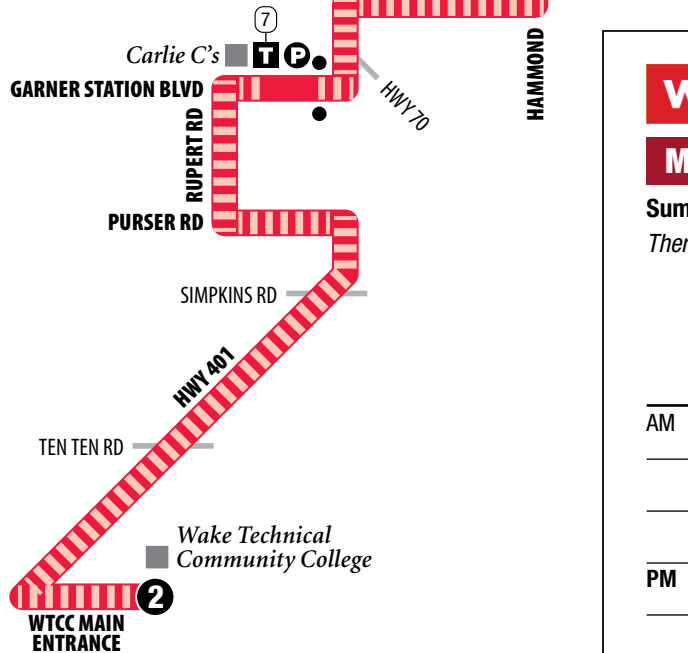 7
Carlie C's
T P
GARNER STATION BLVD
HWY 70
HAMMOND
RUPERT RD
PURSER RD
SIMPKINS RD
HWY 401
TEN TEN RD
Wake Technical
Community College
2
WTCC MAIN
ENTRANCE
W
M
Sum
Ther
AM
PM